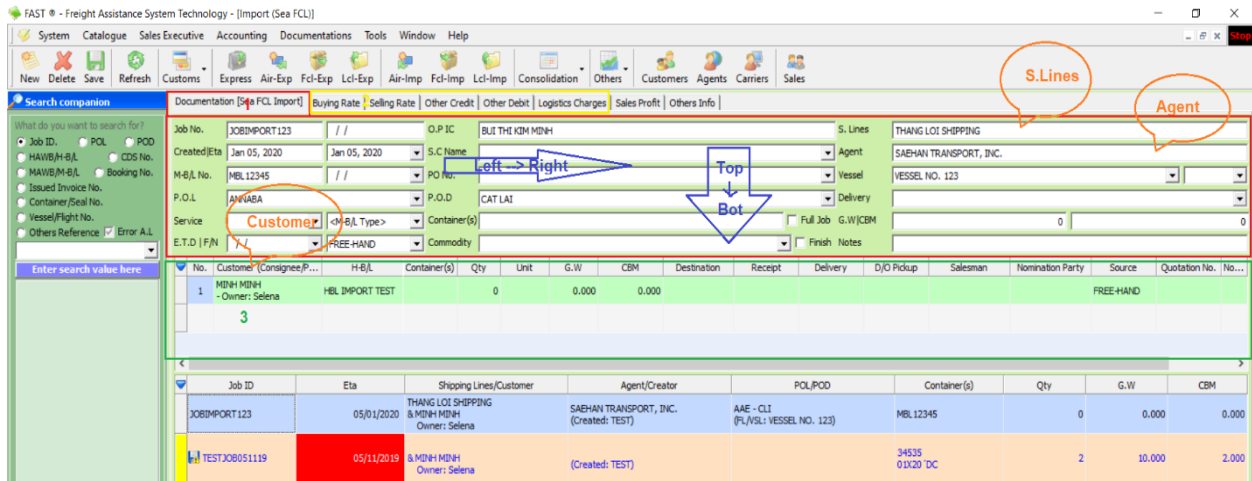 FAST ® - Freight Assistance System Technology - [Import (Sea FCL)]
System Catalogue Sales Executive Accounting Documentations Tools Window Help
Stop
New Delete Save Refresh Customs Express Air-Exp Fcl-Exp Lcl-Exp Air-Imp Fcl-Imp Lcl-Imp Consolidation Others Customers Agents Carriers Sales
S.Lines
Agent
Search companion
What do you want to search for?
Job ID. POL POD
HAWB/H-B/L CDS No.
MAWB/M-B/L Booking No.
Issued Invoice No.
Container/Seal No.
Vessel/Flight No.
Others Reference Error A.L
Enter search value here
Documentation [Sea FCL Import] Buying Rate Selling Rate Other Credit Other Debit Logistics Charges Sales Profit Others Info
1
Job No. JOBIMPORT123 / / O.P IC BUI THI KIM MINH S. Lines THANG LOI SHIPPING
Created|Eta Jan 05, 2020 Jan 05, 2020 S.C Name Agent SAEHAN TRANSPORT, INC.
M-B/L No. MBL12345 / / PO No. Vessel VESSEL NO. 123
Left --> Right
Top
↓
Bot
P.O.L ANNABA P.O.D CAT LAI Delivery
Service <M-B/L Type> Container(s) Full Job G.W|CBM 0 0
Customer
E.T.D | F/N / / FREE-HAND Commodity Finish Notes
No. Customer (Consignee/P... H-B/L Container(s) Qty Unit G.W CBM Destination Receipt Delivery D/O Pickup Salesman Nomination Party Source Quotation No. No...
1 MINH MINH HBL IMPORT TEST 0 0.000 0.000 FREE-HAND
- Owner: Selena
3
Job ID Eta Shipping Lines/Customer Agent/Creator POL/POD Container(s) Qty G.W CBM
JOBIMPORT123 05/01/2020 THANG LOI SHIPPING SAEHAN TRANSPORT, INC. AAE - CLI MBL12345 0 0.000 0.000
& MINH MINH (Created: TEST) (FL/VSL: VESSEL NO. 123)
Owner: Selena
TESTJOB051119 05/11/2019 & MINH MINH (Created: TEST) 34535 2 10.000 2.000
Owner: Selena 01X20`DC